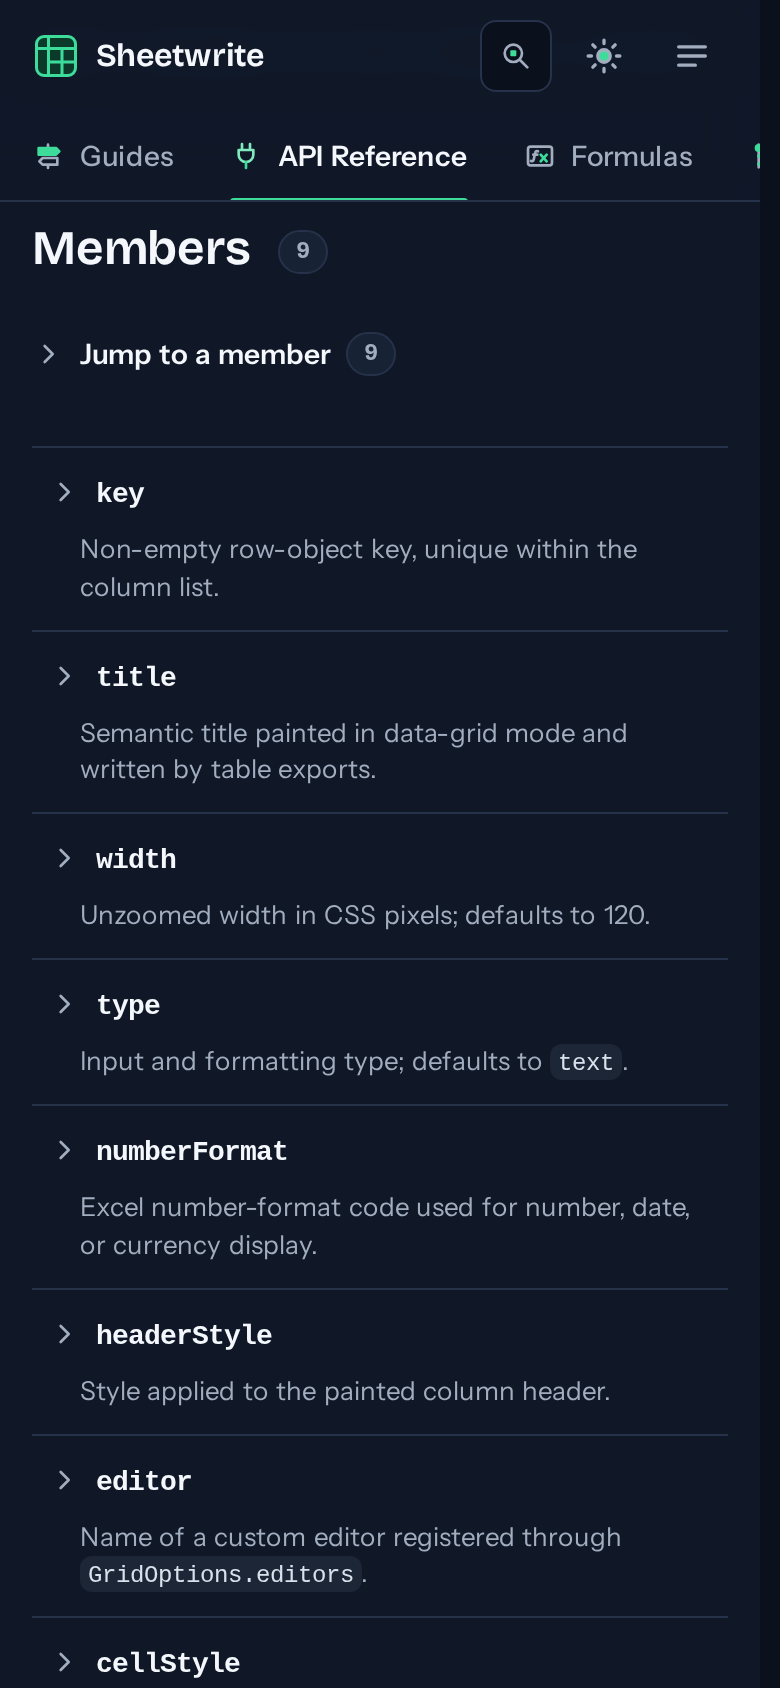 Sheetwrite
Guides
API Reference
Formulas
Members 9
Jump to a member 9
key
Non-empty row-object key, unique within the
column list.
title
Semantic title painted in data-grid mode and
written by table exports.
width
Unzoomed width in CSS pixels; defaults to 120.
type
Input and formatting type; defaults to text.
numberFormat
Excel number-format code used for number, date,
or currency display.
headerStyle
Style applied to the painted column header.
editor
Name of a custom editor registered through
GridOptions.editors.
cellStyle